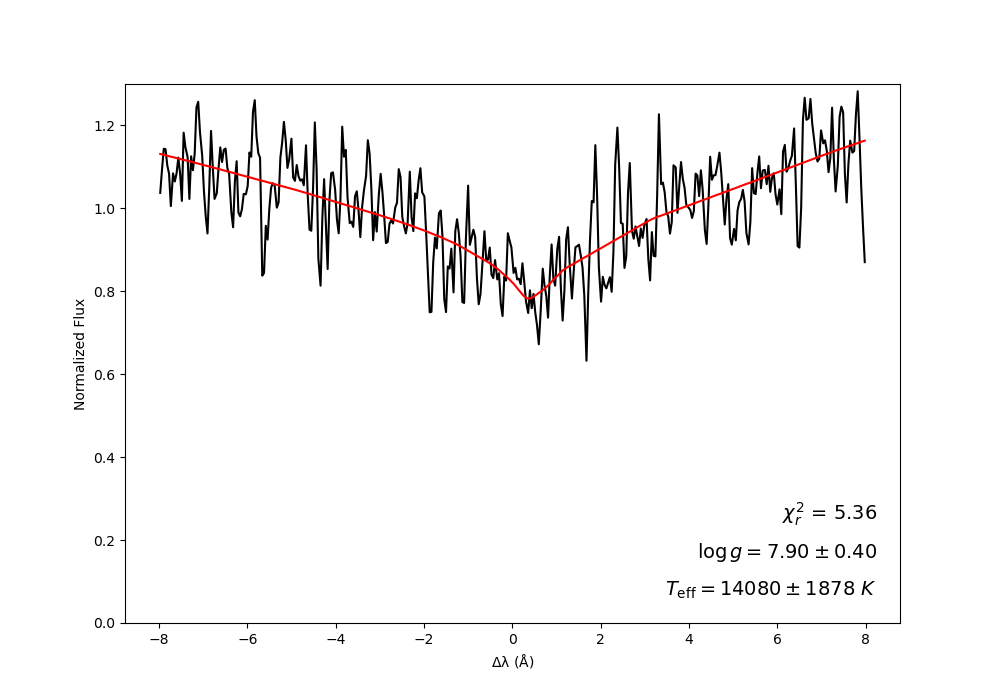 1.2
1.0
0.8
0.6
0.4
0.2
0.0
Normalized Flux
χ²ᵣ = 5.36
log g = 7.90 ± 0.40
T_eff = 14080 ± 1878 K
−8 −6 −4 −2 0 2 4 6 8
Δλ (Å)